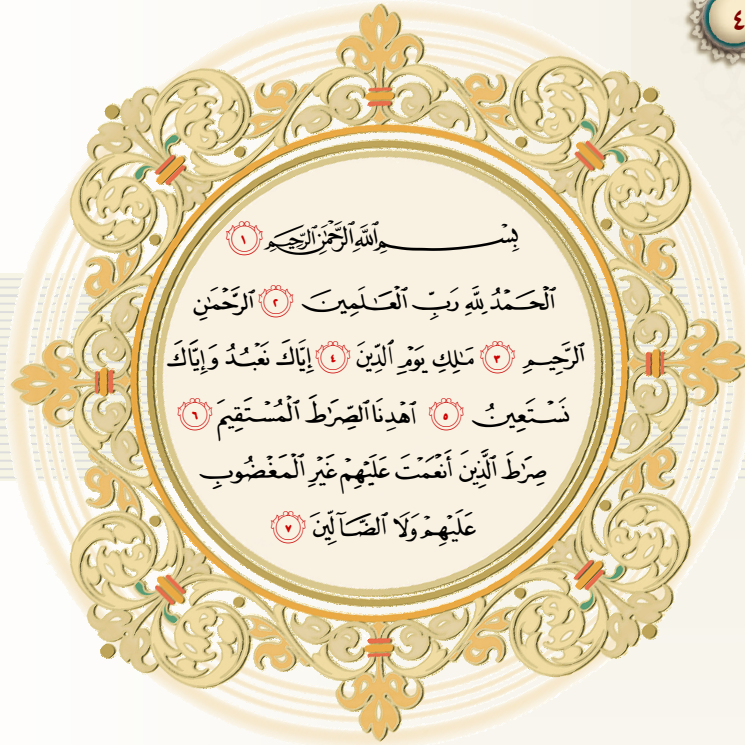 ٤
بِسْمِ ٱللَّهِ ٱلرَّحْمَٰنِ ٱلرَّحِيمِ ١
ٱلْحَمْدُ لِلَّهِ رَبِّ ٱلْعَـٰلَمِينَ ٢ ٱلرَّحْمَـٰنِ
ٱلرَّحِيمِ ٣ مَـٰلِكِ يَوْمِ ٱلدِّينِ ٤ إِيَّاكَ نَعْبُدُ وَإِيَّاكَ
نَسْتَعِينُ ٥ ٱهْدِنَا ٱلصِّرَٰطَ ٱلْمُسْتَقِيمَ ٦
صِرَٰطَ ٱلَّذِينَ أَنْعَمْتَ عَلَيْهِمْ غَيْرِ ٱلْمَغْضُوبِ
عَلَيْهِمْ وَلَا ٱلضَّآلِّينَ ٧